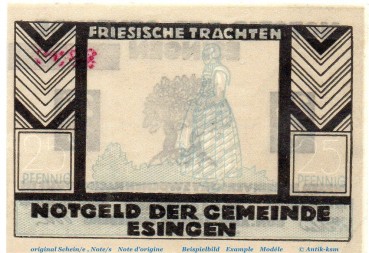 FRIESISCHE TRACHTEN
25 25
PFENNIG PFENNIG
NOTGELD DER GEMEINDE
ESINGEN
original Schein/e , Note/s Note d'origine Beispielbild Example Modèle © Antik-ksm